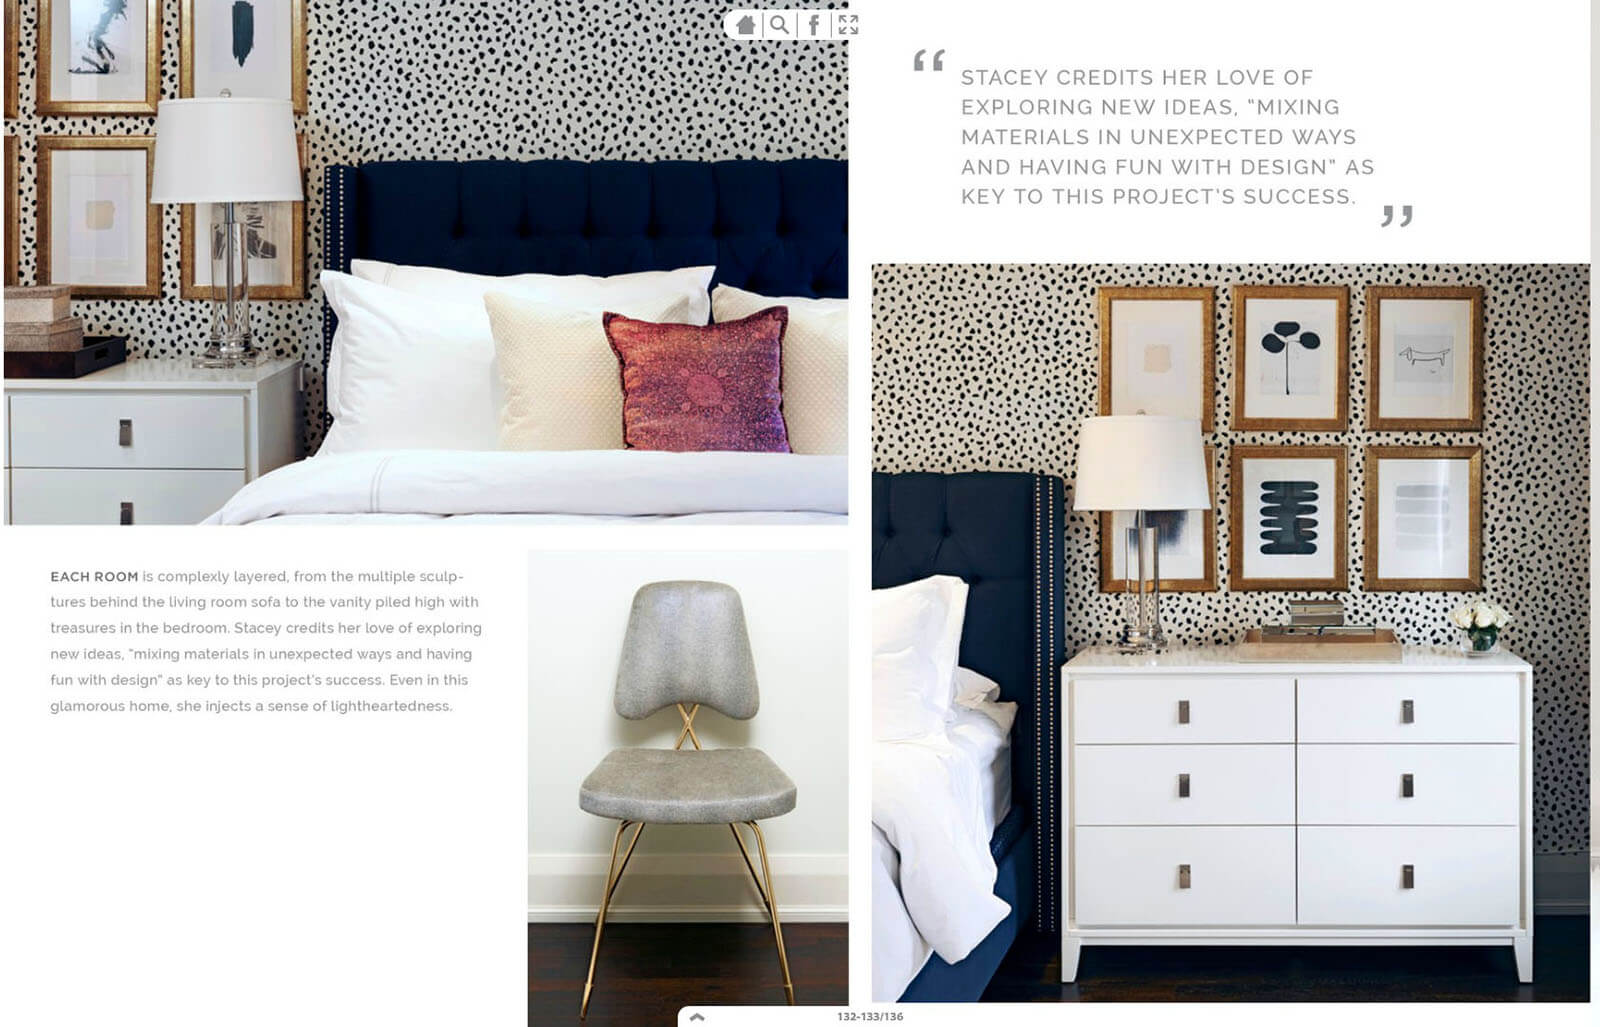 “
STACEY CREDITS HER LOVE OF
EXPLORING NEW IDEAS, “MIXING
MATERIALS IN UNEXPECTED WAYS
AND HAVING FUN WITH DESIGN” AS
KEY TO THIS PROJECT’S SUCCESS.
”
EACH ROOM is complexly layered, from the multiple sculp-
tures behind the living room sofa to the vanity piled high with
treasures in the bedroom. Stacey credits her love of exploring
new ideas, “mixing materials in unexpected ways and having
fun with design” as key to this project’s success. Even in this
glamorous home, she injects a sense of lightheartedness.
132-133/136